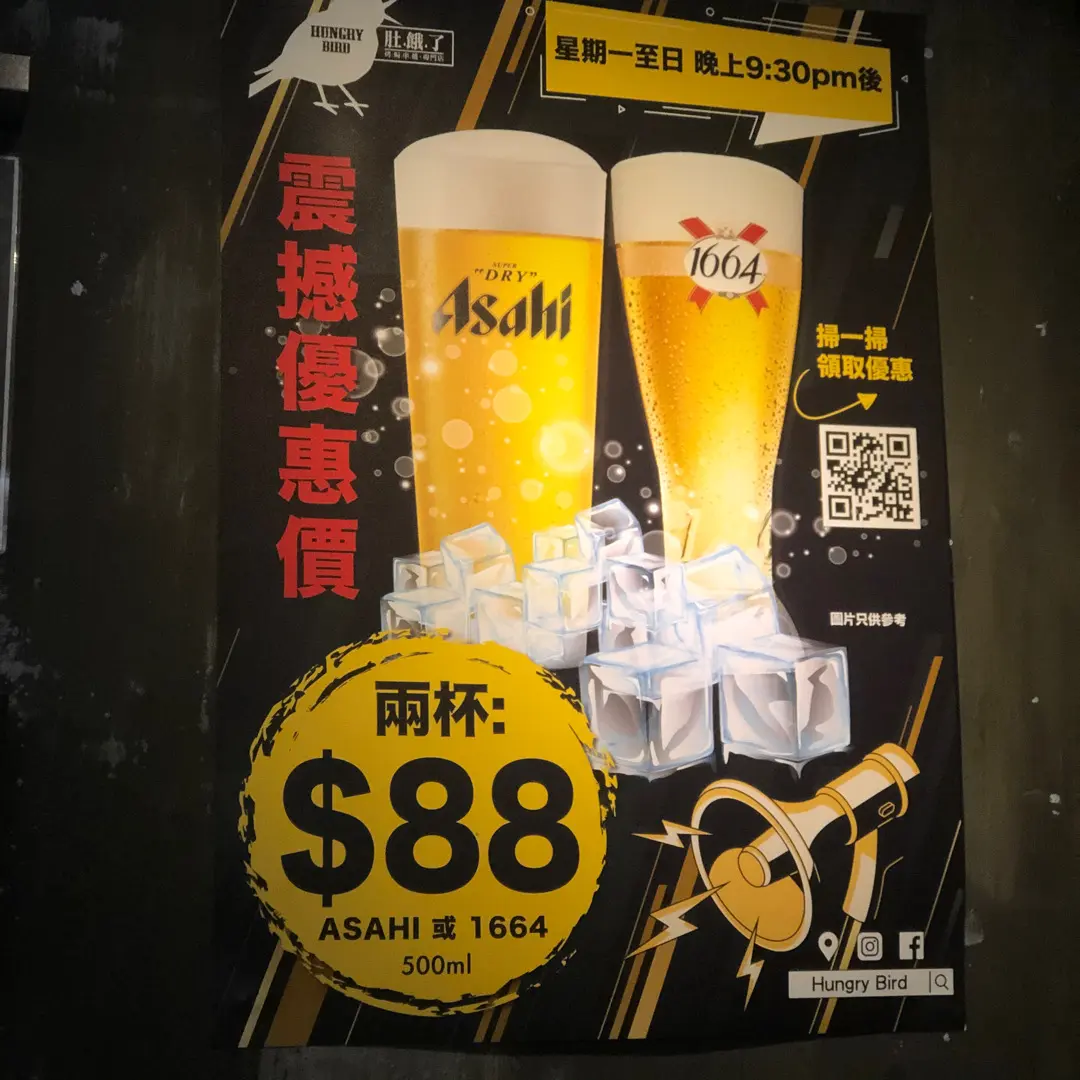 HUNGRY
BIRD
肚.餓.了
星期一至日 晚上9:30pm後
震撼優惠價
SUPER
"DRY"
Asahi
1664
掃一掃
領取優惠
圖片只供參考
兩杯:
$88
ASAHI 或 1664
500ml
Hungry Bird